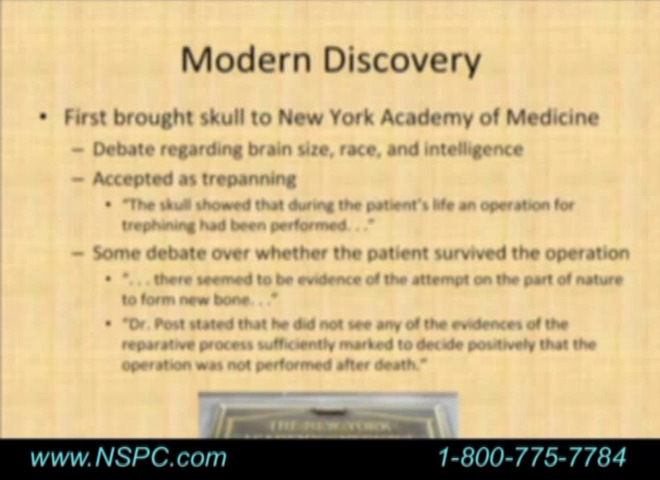 Modern Discovery
• First brought skull to New York Academy of Medicine
– Debate regarding brain size, race, and intelligence
– Accepted as trepanning
• "The skull showed that during the patient's life an operation for
trephining had been performed. . ."
– Some debate over whether the patient survived the operation
• ". . . there seemed to be evidence of the attempt on the part of nature
to form new bone. . ."
• "Dr. Post stated that he did not see any of the evidences of the
reparative process sufficiently marked to decide positively that the
operation was not performed after death."
THE·NEW·YORK
www.NSPC.com 1-800-775-7784